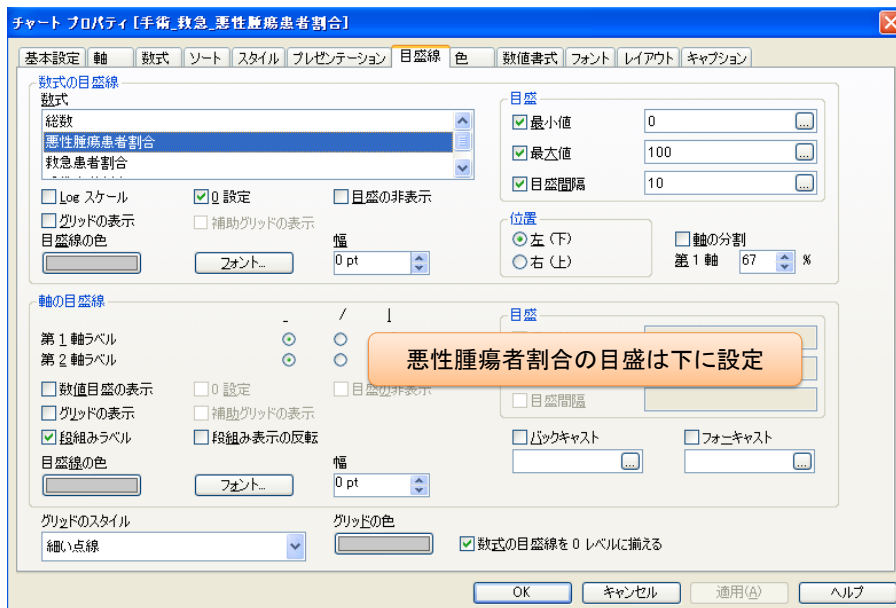 チャート プロパティ [手術_救急_悪性腫瘍患者割合]
基本設定 軸 数式 ソート スタイル プレゼンテーション 目盛線 色 数値書式 フォント レイアウト キャプション
数式の目盛線
数式
総数
悪性腫瘍患者割合
救急患者割合
Log スケール 0 設定 目盛の非表示
グリッドの表示 補助グリッドの表示
目盛線の色 幅
フォント... 0 pt
目盛
最小値 0 ...
最大値 100 ...
目盛間隔 10 ...
位置
左 (下) 軸の分割
右 (上) 第 1 軸 67 %
軸の目盛線
- / |
第 1 軸ラベル
第 2 軸ラベル
数値目盛の表示 0 設定 目盛の非表示
グリッドの表示 補助グリッドの表示
段組みラベル 段組み表示の反転
目盛線の色 幅
フォント... 0 pt
目盛
悪性腫瘍者割合の目盛は下に設定
目盛間隔
バックキャスト フォーキャスト
... ...
グリッドのスタイル グリッドの色
細い点線 数式の目盛線を 0 レベルに揃える
OK キャンセル 適用(A) ヘルプ